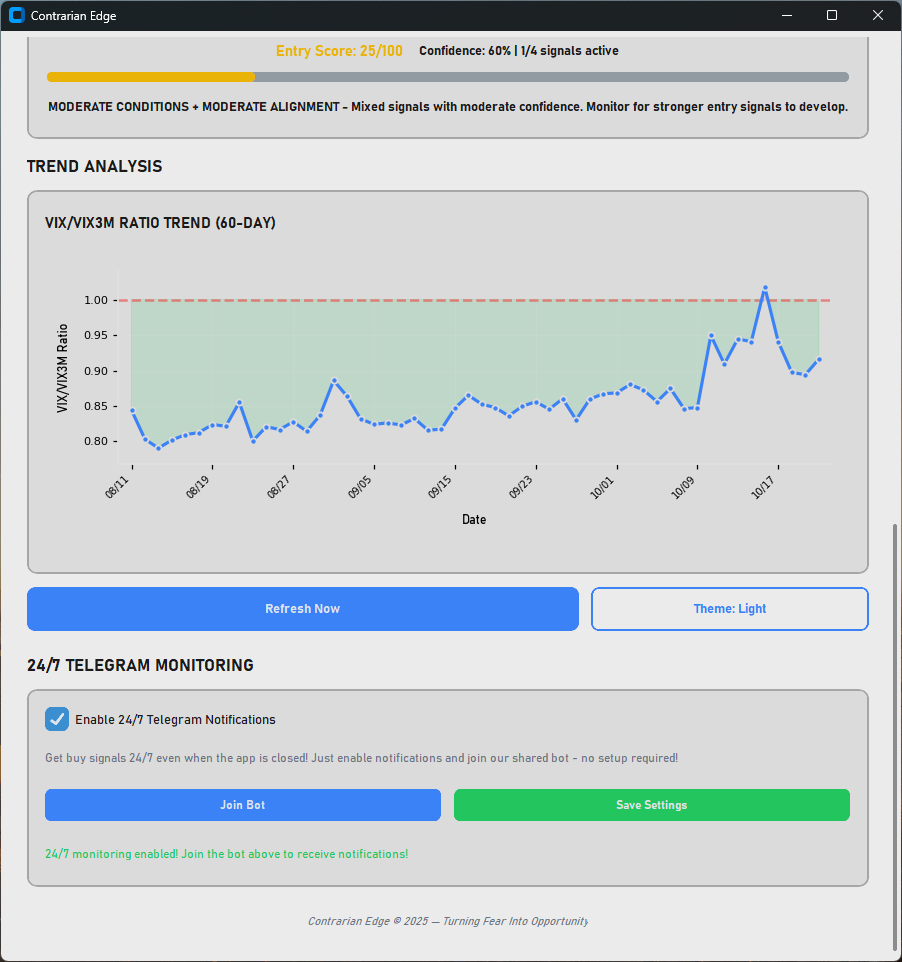 Contrarian Edge
Entry Score: 25/100 Confidence: 60% | 1/4 signals active
MODERATE CONDITIONS + MODERATE ALIGNMENT - Mixed signals with moderate confidence. Monitor for stronger entry signals to develop.
TREND ANALYSIS
VIX/VIX3M RATIO TREND (60-DAY)
1.00
0.95
0.90
0.85
0.80
VIX/VIX3M Ratio
08/11 08/19 08/27 09/05 09/15 09/23 10/01 10/09 10/17
Date
Refresh Now Theme: Light
24/7 TELEGRAM MONITORING
Enable 24/7 Telegram Notifications
Get buy signals 24/7 even when the app is closed! Just enable notifications and join our shared bot - no setup required!
Join Bot Save Settings
24/7 monitoring enabled! Join the bot above to receive notifications!
Contrarian Edge © 2025 — Turning Fear Into Opportunity